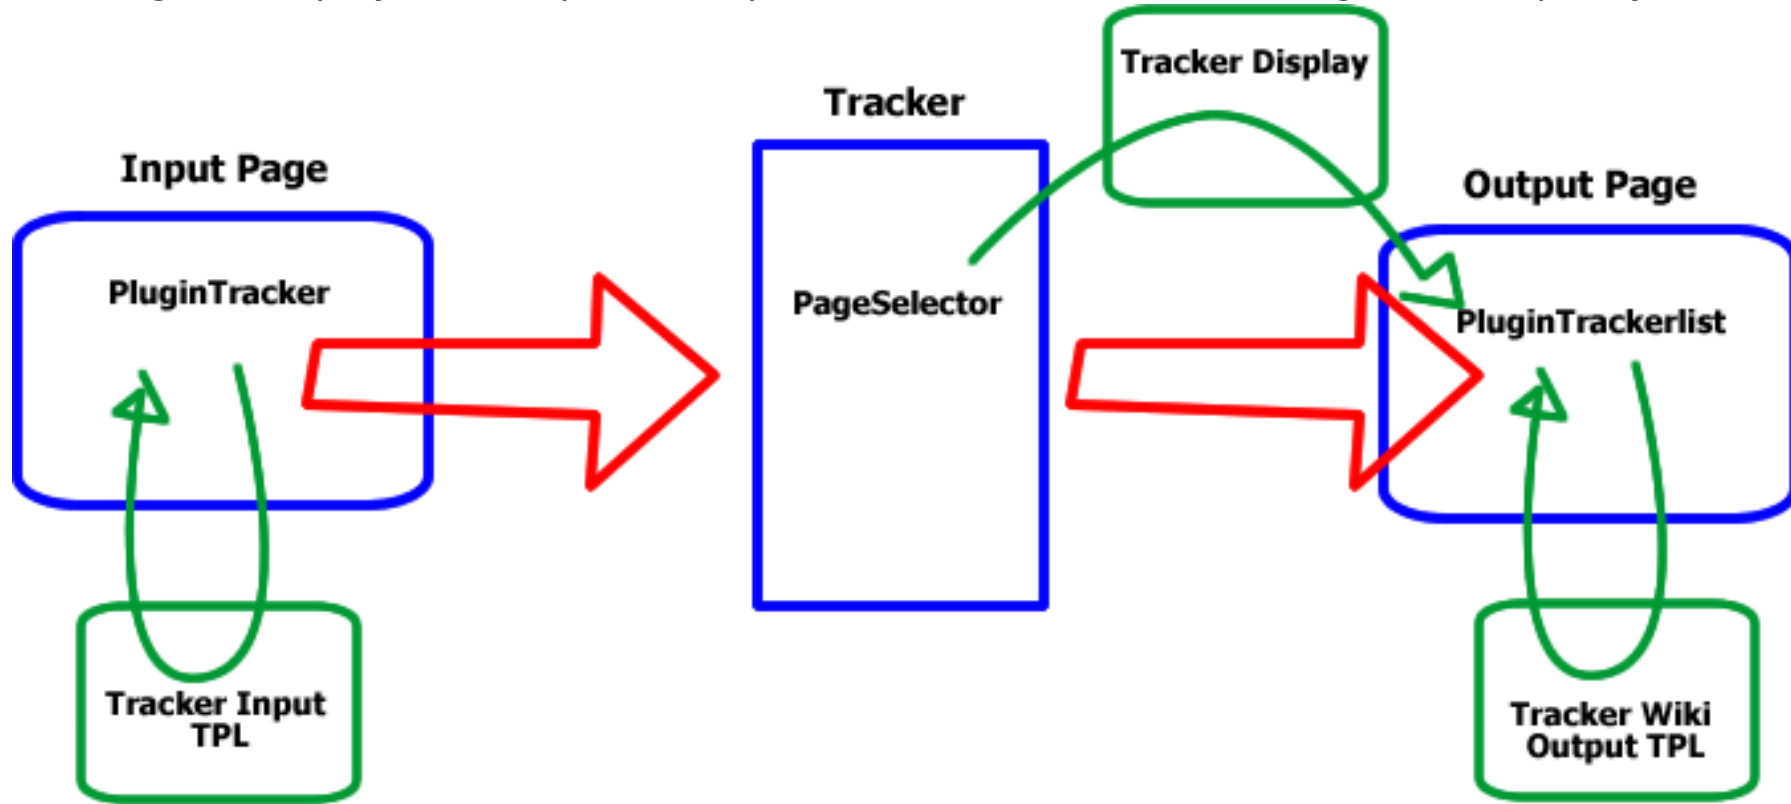 Tracker Display
Tracker
Input Page
Output Page
PluginTracker
PageSelector
PluginTrackerlist
Tracker Input
TPL
Tracker Wiki
Output TPL